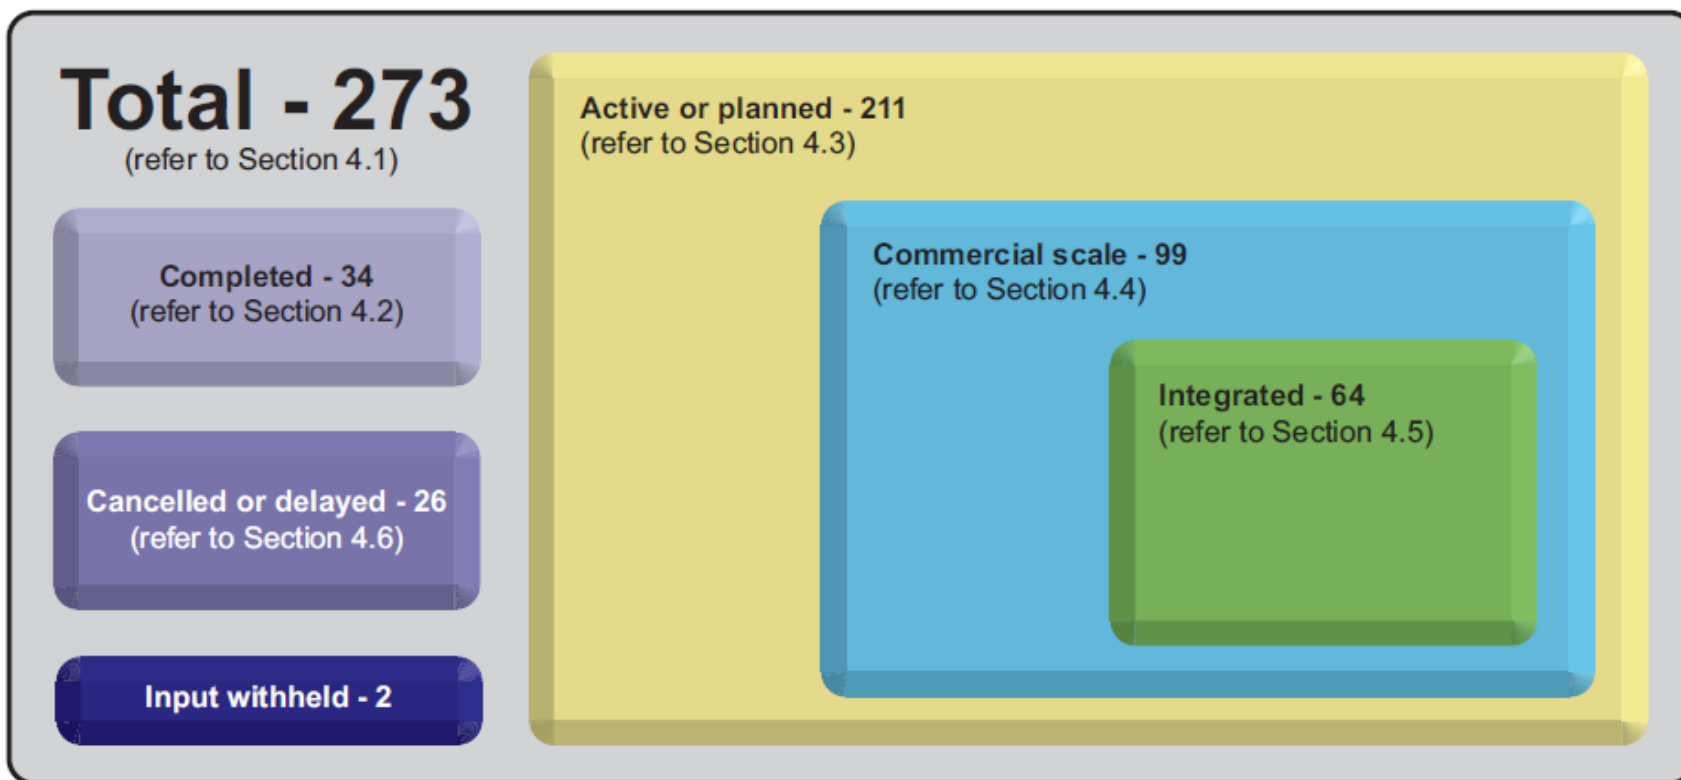 Total - 273
(refer to Section 4.1)
Completed - 34
(refer to Section 4.2)
Cancelled or delayed - 26
(refer to Section 4.6)
Input withheld - 2
Active or planned - 211
(refer to Section 4.3)
Commercial scale - 99
(refer to Section 4.4)
Integrated - 64
(refer to Section 4.5)